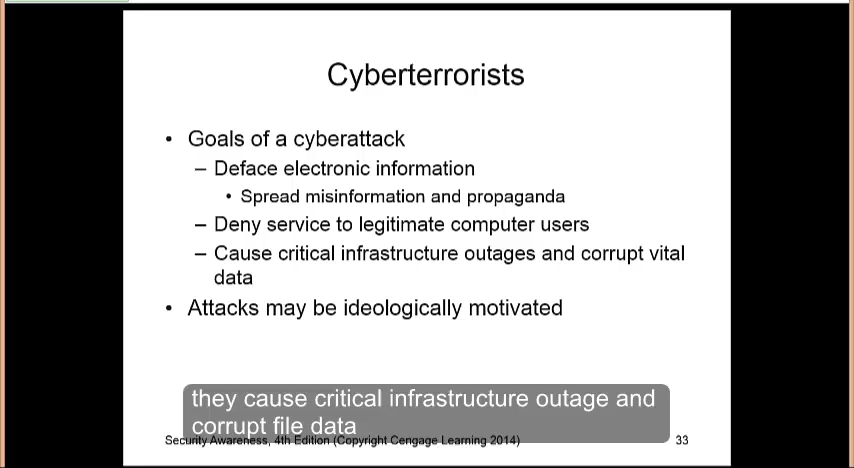 Cyberterrorists
• Goals of a cyberattack
– Deface electronic information
• Spread misinformation and propaganda
– Deny service to legitimate computer users
– Cause critical infrastructure outages and corrupt vital
data
• Attacks may be ideologically motivated
they cause critical infrastructure outage and
corrupt file data
Security Awareness, 4th Edition (Copyright Cengage Learning 2014)
33